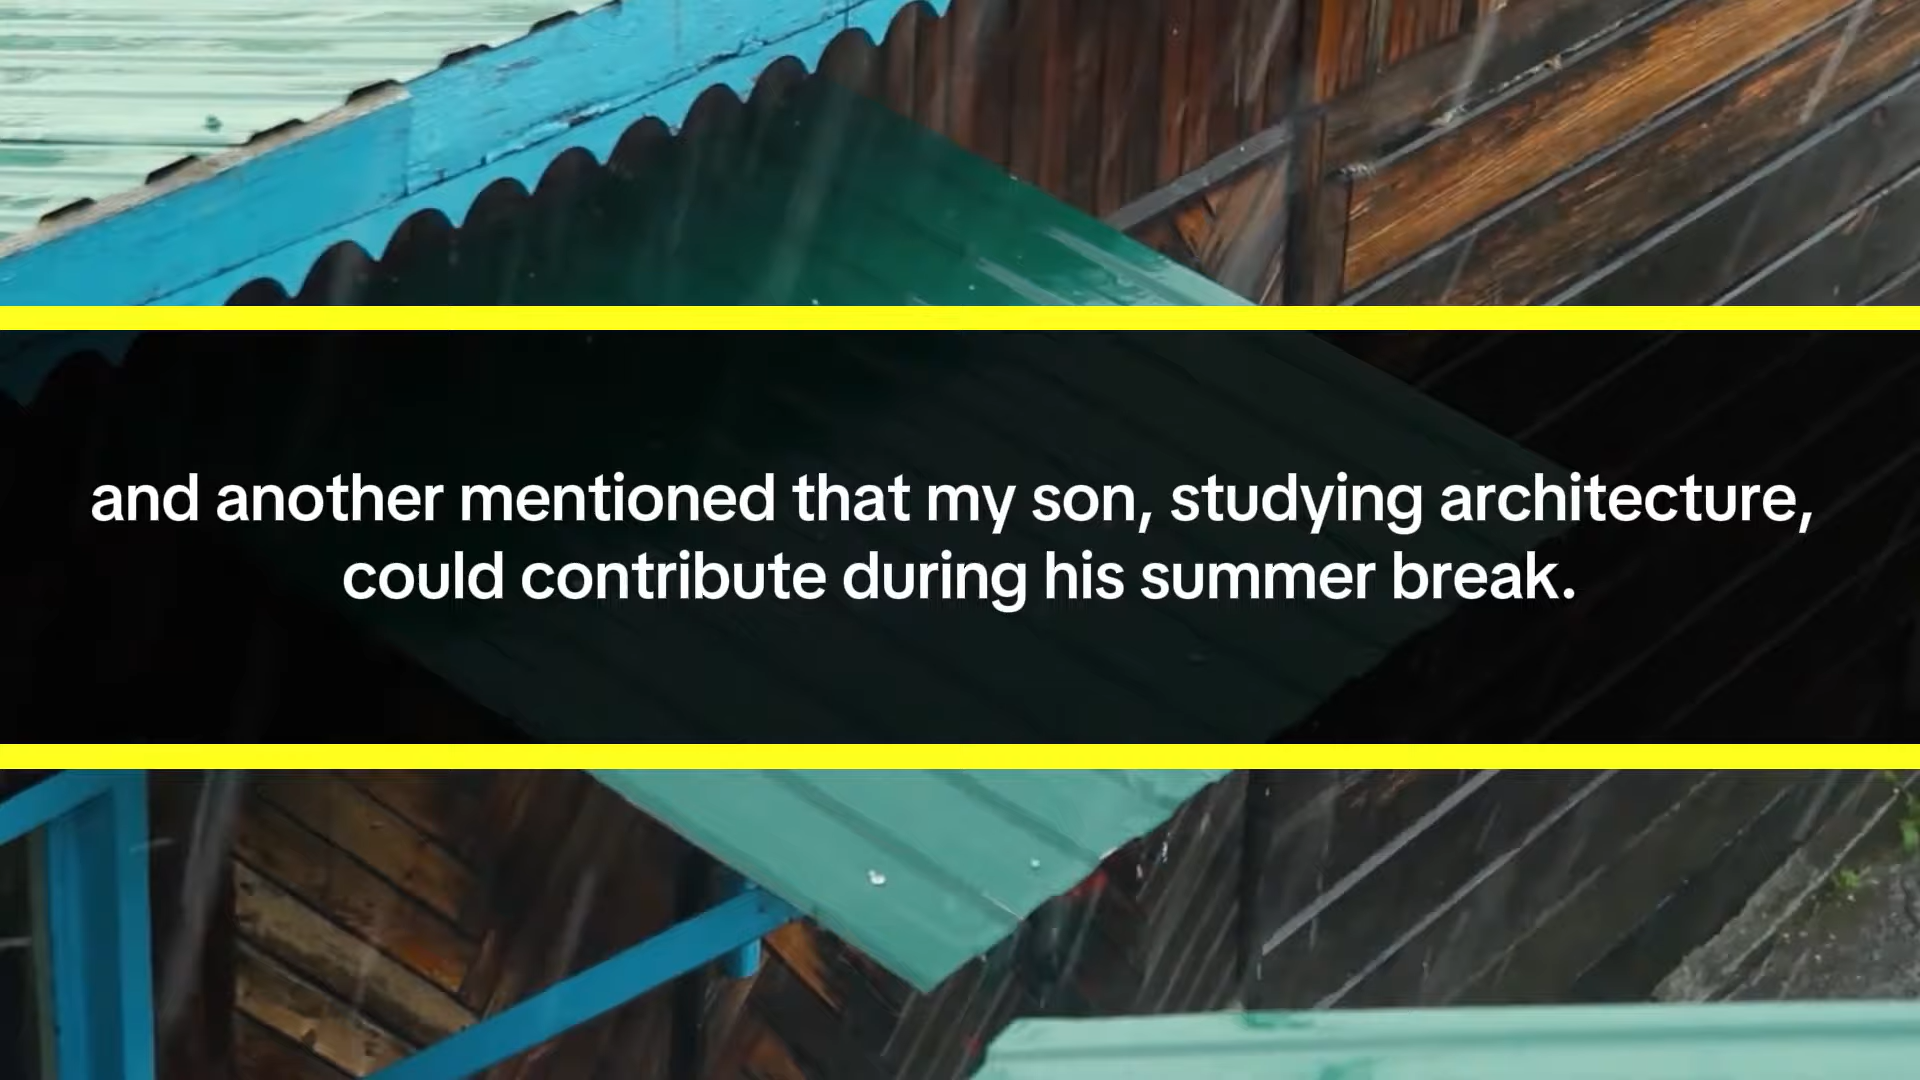 and another mentioned that my son, studying architecture,
could contribute during his summer break.